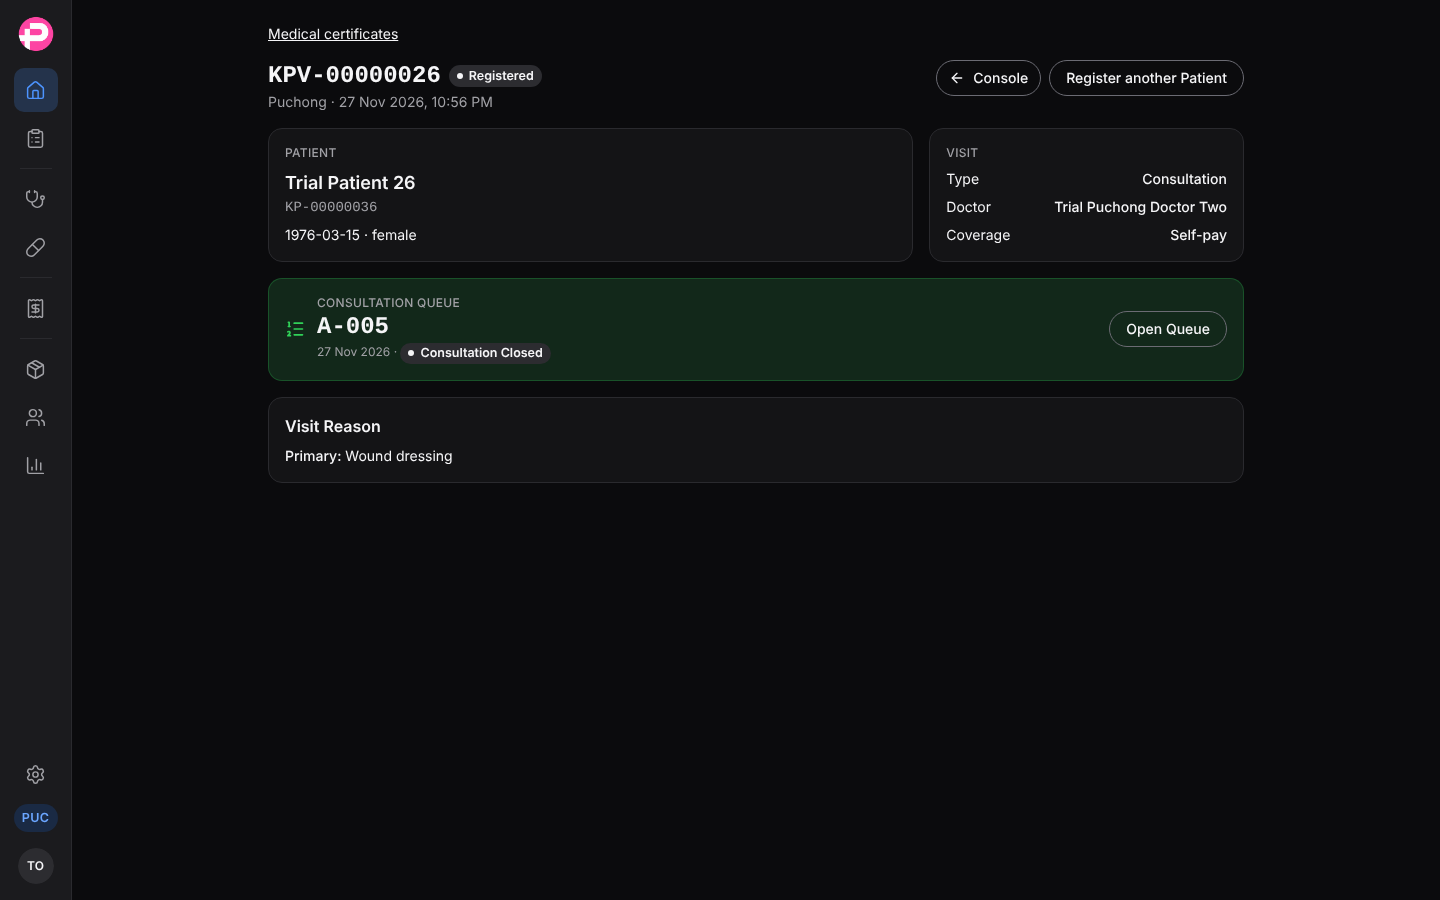 Medical certificates
KPV-00000026 Registered
Puchong · 27 Nov 2026, 10:56 PM
Console
Register another Patient
PATIENT
Trial Patient 26
KP-00000036
1976-03-15 · female
VISIT
Type Consultation
Doctor Trial Puchong Doctor Two
Coverage Self-pay
CONSULTATION QUEUE
A-005
27 Nov 2026 · Consultation Closed
Open Queue
Visit Reason
Primary: Wound dressing
PUC
TO